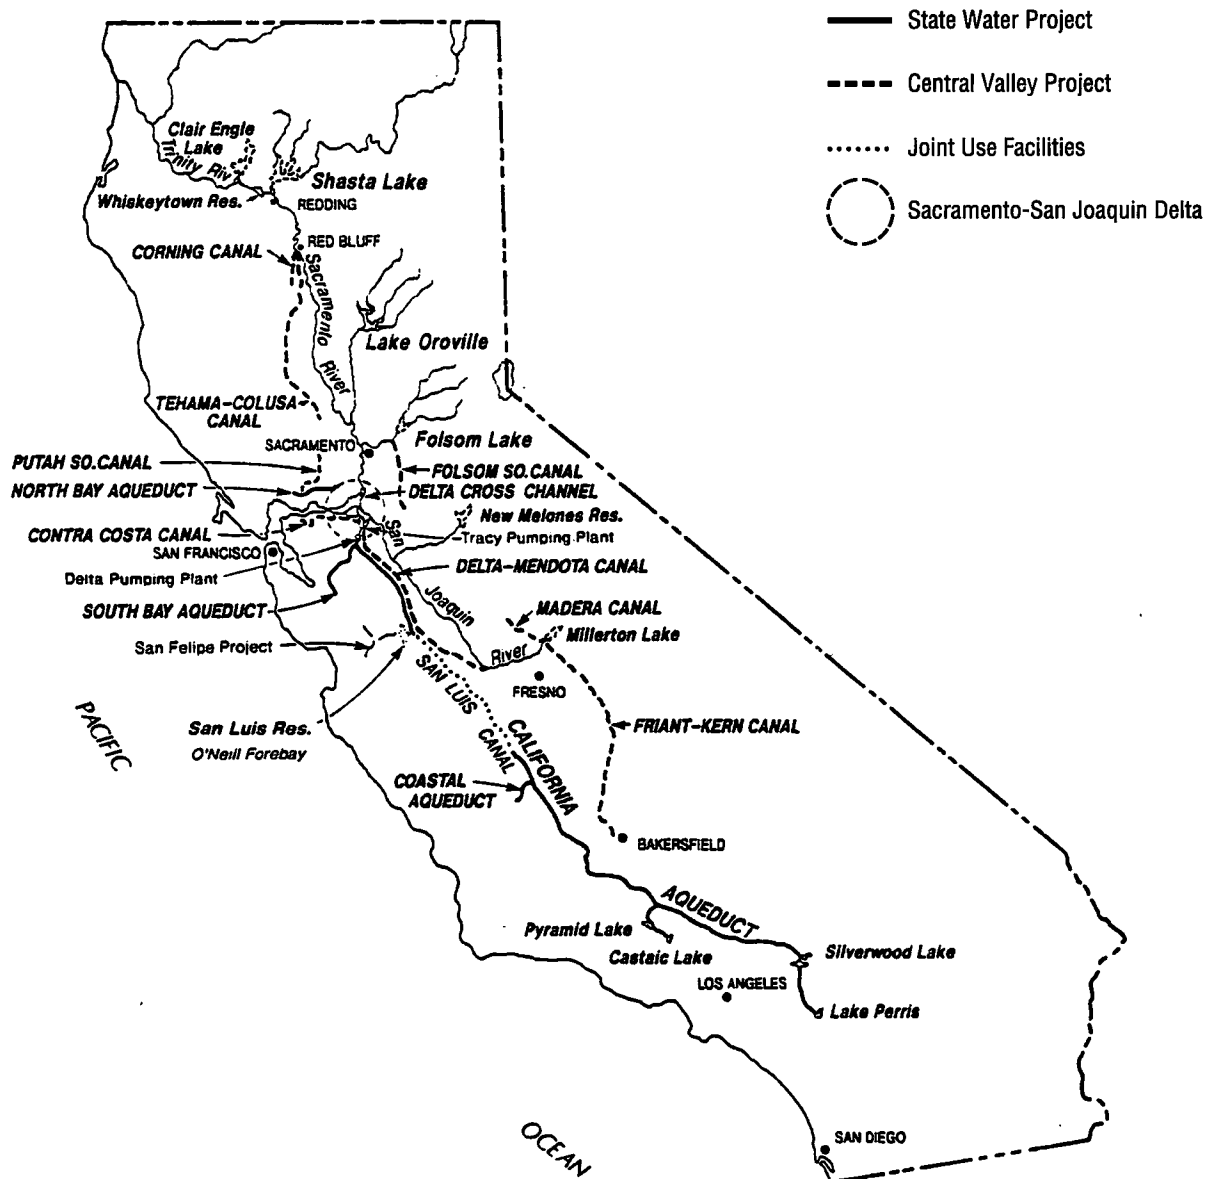 State Water Project
Central Valley Project
Joint Use Facilities
Sacramento-San Joaquin Delta
Clair Engle
Lake
Trinity Riv
Shasta Lake
Whiskeytown Res.
REDDING
RED BLUFF
CORNING CANAL
Sacramento
River
Lake Oroville
TEHAMA-COLUSA
CANAL
SACRAMENTO
Folsom Lake
PUTAH SO.CANAL
FOLSOM SO.CANAL
NORTH BAY AQUEDUCT
DELTA CROSS CHANNEL
New Melones Res.
CONTRA COSTA CANAL
San
Tracy Pumping Plant
SAN FRANCISCO
Delta Pumping Plant
DELTA-MENDOTA CANAL
SOUTH BAY AQUEDUCT
Joaquin
MADERA CANAL
Millerton Lake
San Felipe Project
River
SAN LUIS
CANAL
FRESNO
San Luis Res.
O'Neill Forebay
FRIANT-KERN CANAL
PACIFIC
CALIFORNIA
COASTAL
AQUEDUCT
BAKERSFIELD
AQUEDUCT
Pyramid Lake
Castaic Lake
Silverwood Lake
LOS ANGELES
Lake Perris
OCEAN
SAN DIEGO